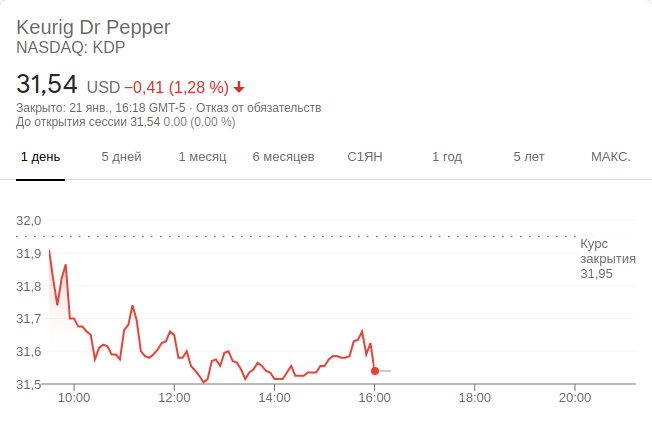 Keurig Dr Pepper
NASDAQ: KDP
31,54 USD −0,41 (1,28 %)
Закрыто: 21 янв., 16:18 GMT-5 · Отказ от обязательств
До открытия сессии 31,54 0,00 (0,00 %)
1 день 5 дней 1 месяц 6 месяцев С1ЯН 1 год 5 лет МАКС.
32,0
31,9
31,8
31,7
31,6
31,5
Курс
закрытия
31,95
10:00 12:00 14:00 16:00 18:00 20:00